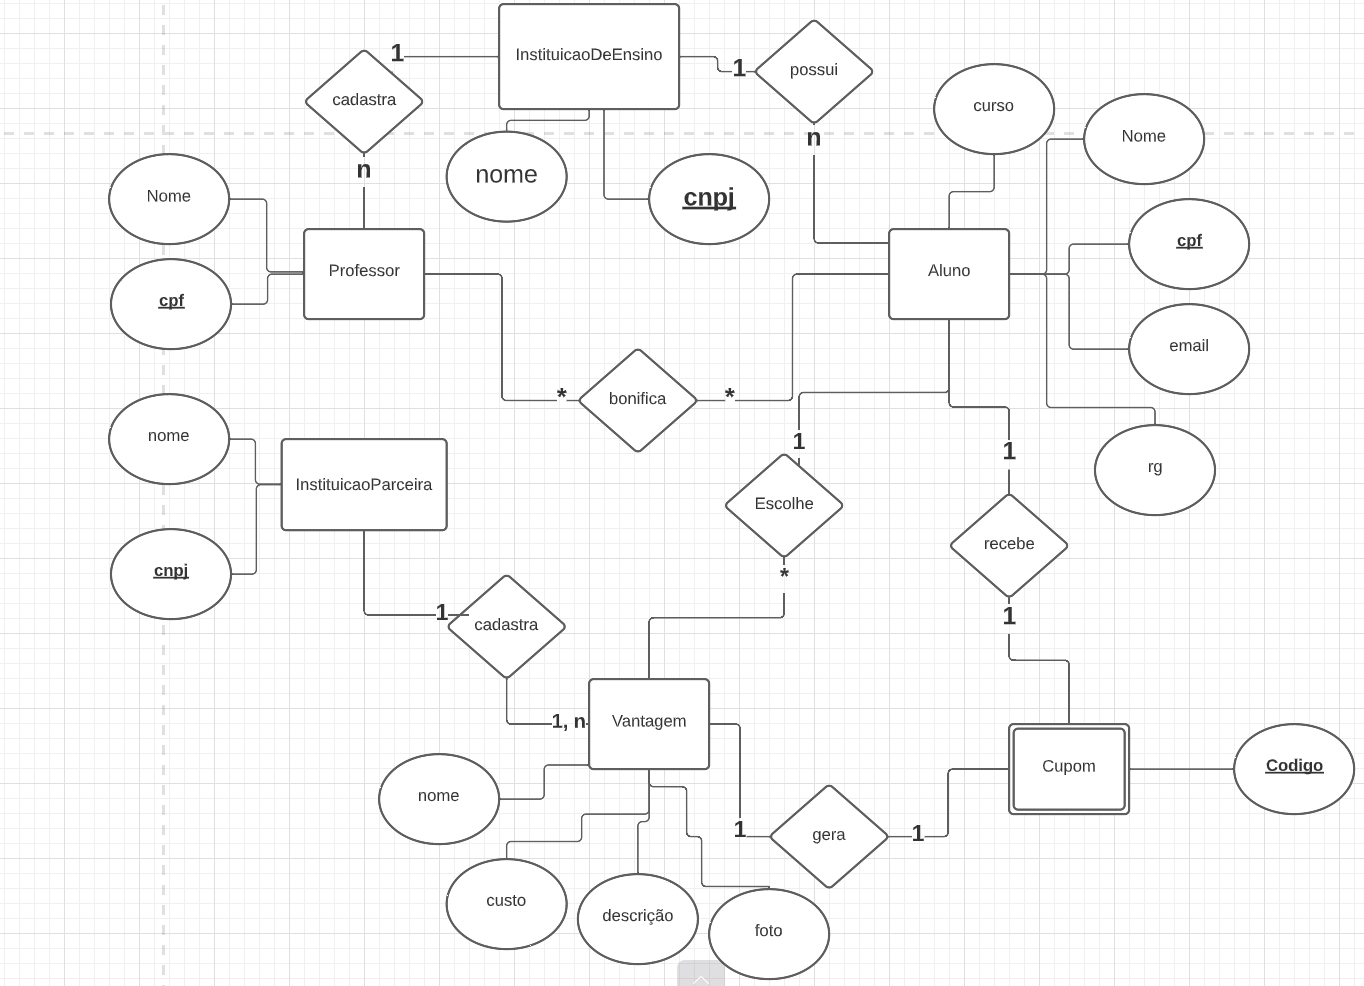 InstituicaoDeEnsino
1
1
possui
cadastra
curso
Nome
n
n
nome
cnpj
Nome
cpf
Professor
Aluno
cpf
email
bonifica
*
*
nome
InstituicaoParceira
1
1
rg
Escolhe
recebe
cnpj
*
1
cadastra
1
1, n
Vantagem
Cupom
Codigo
nome
1
gera
1
custo
descrição
foto